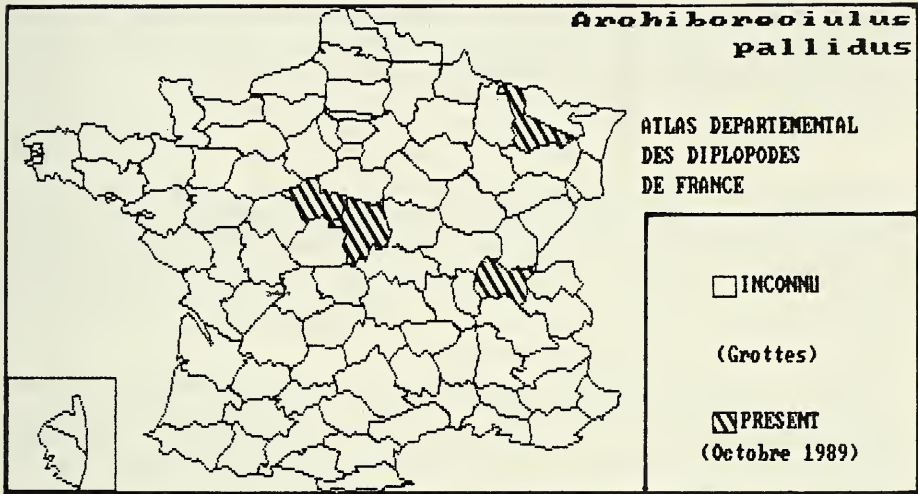 Archiboreoiulus
pallidus
ATLAS DEPARTEMENTAL
DES DIPLOPODES
DE FRANCE
INCONNU
(Grottes)
PRESENT
(Octobre 1989)